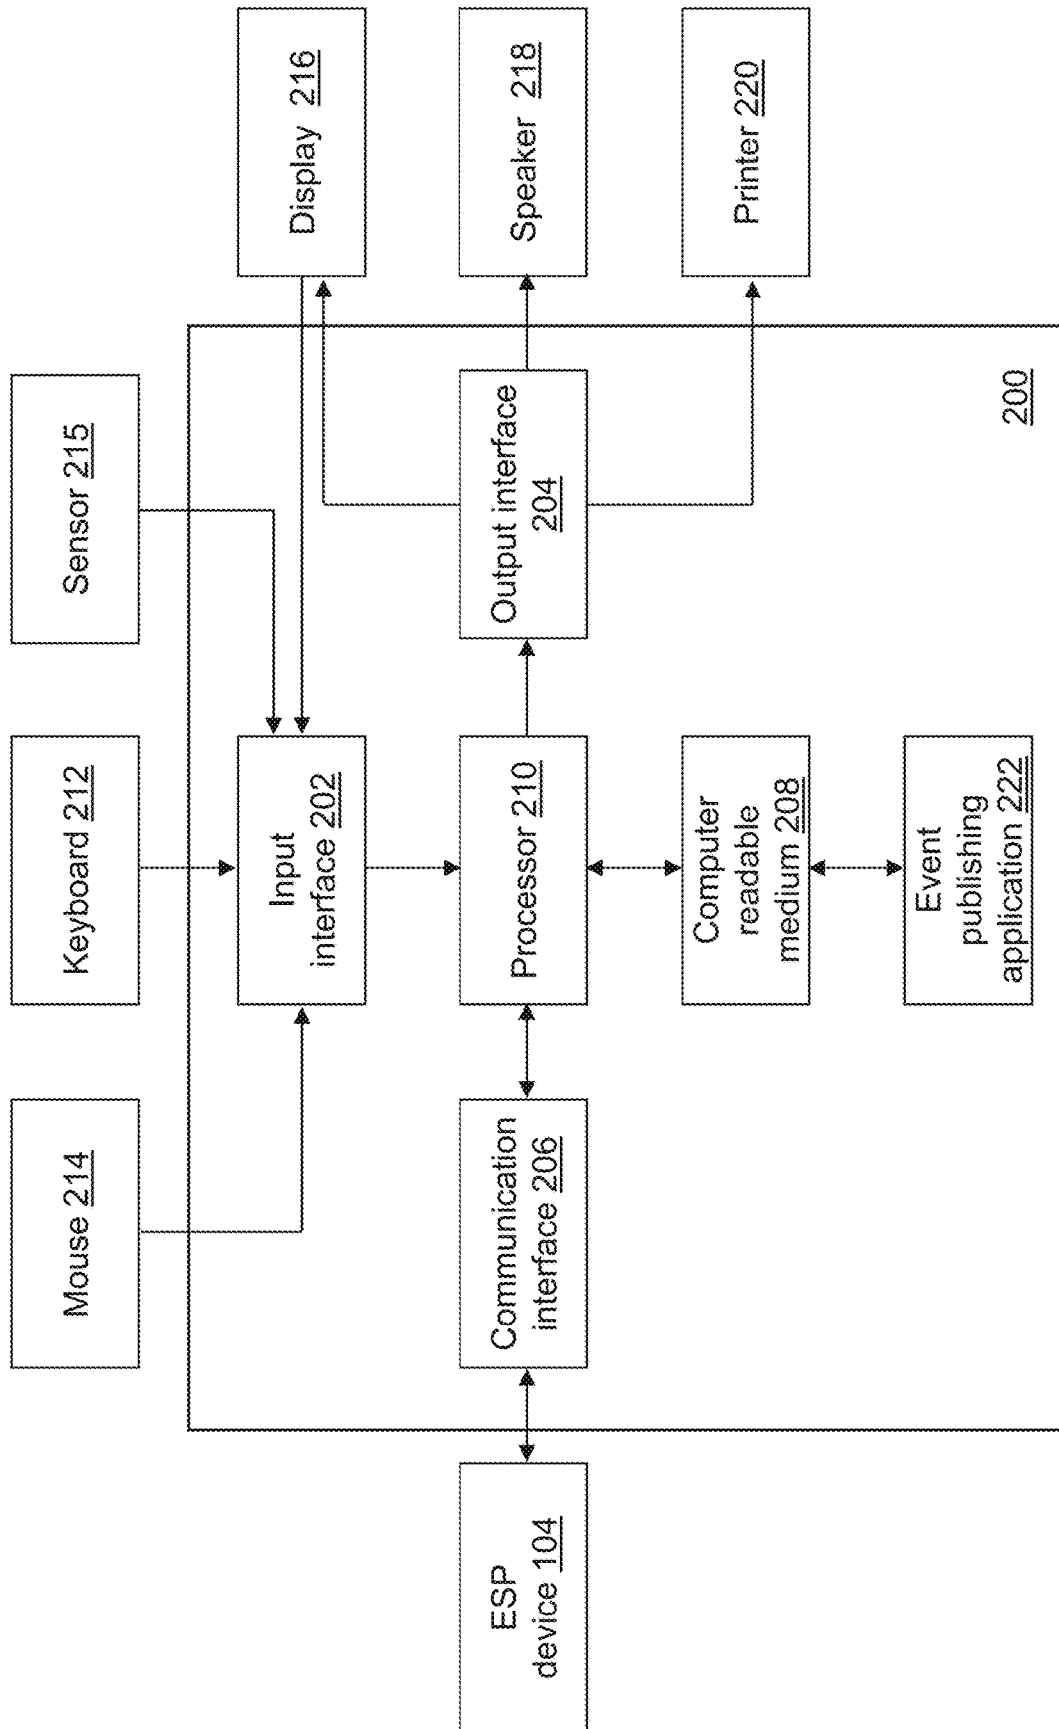 Mouse 214
Keyboard 212
Sensor 215
Input
interface 202
Display 216
ESP
device 104
Communication
interface 206
Processor 210
Output interface
204
Speaker 218
Computer
readable
medium 208
Printer 220
Event
publishing
application 222
200